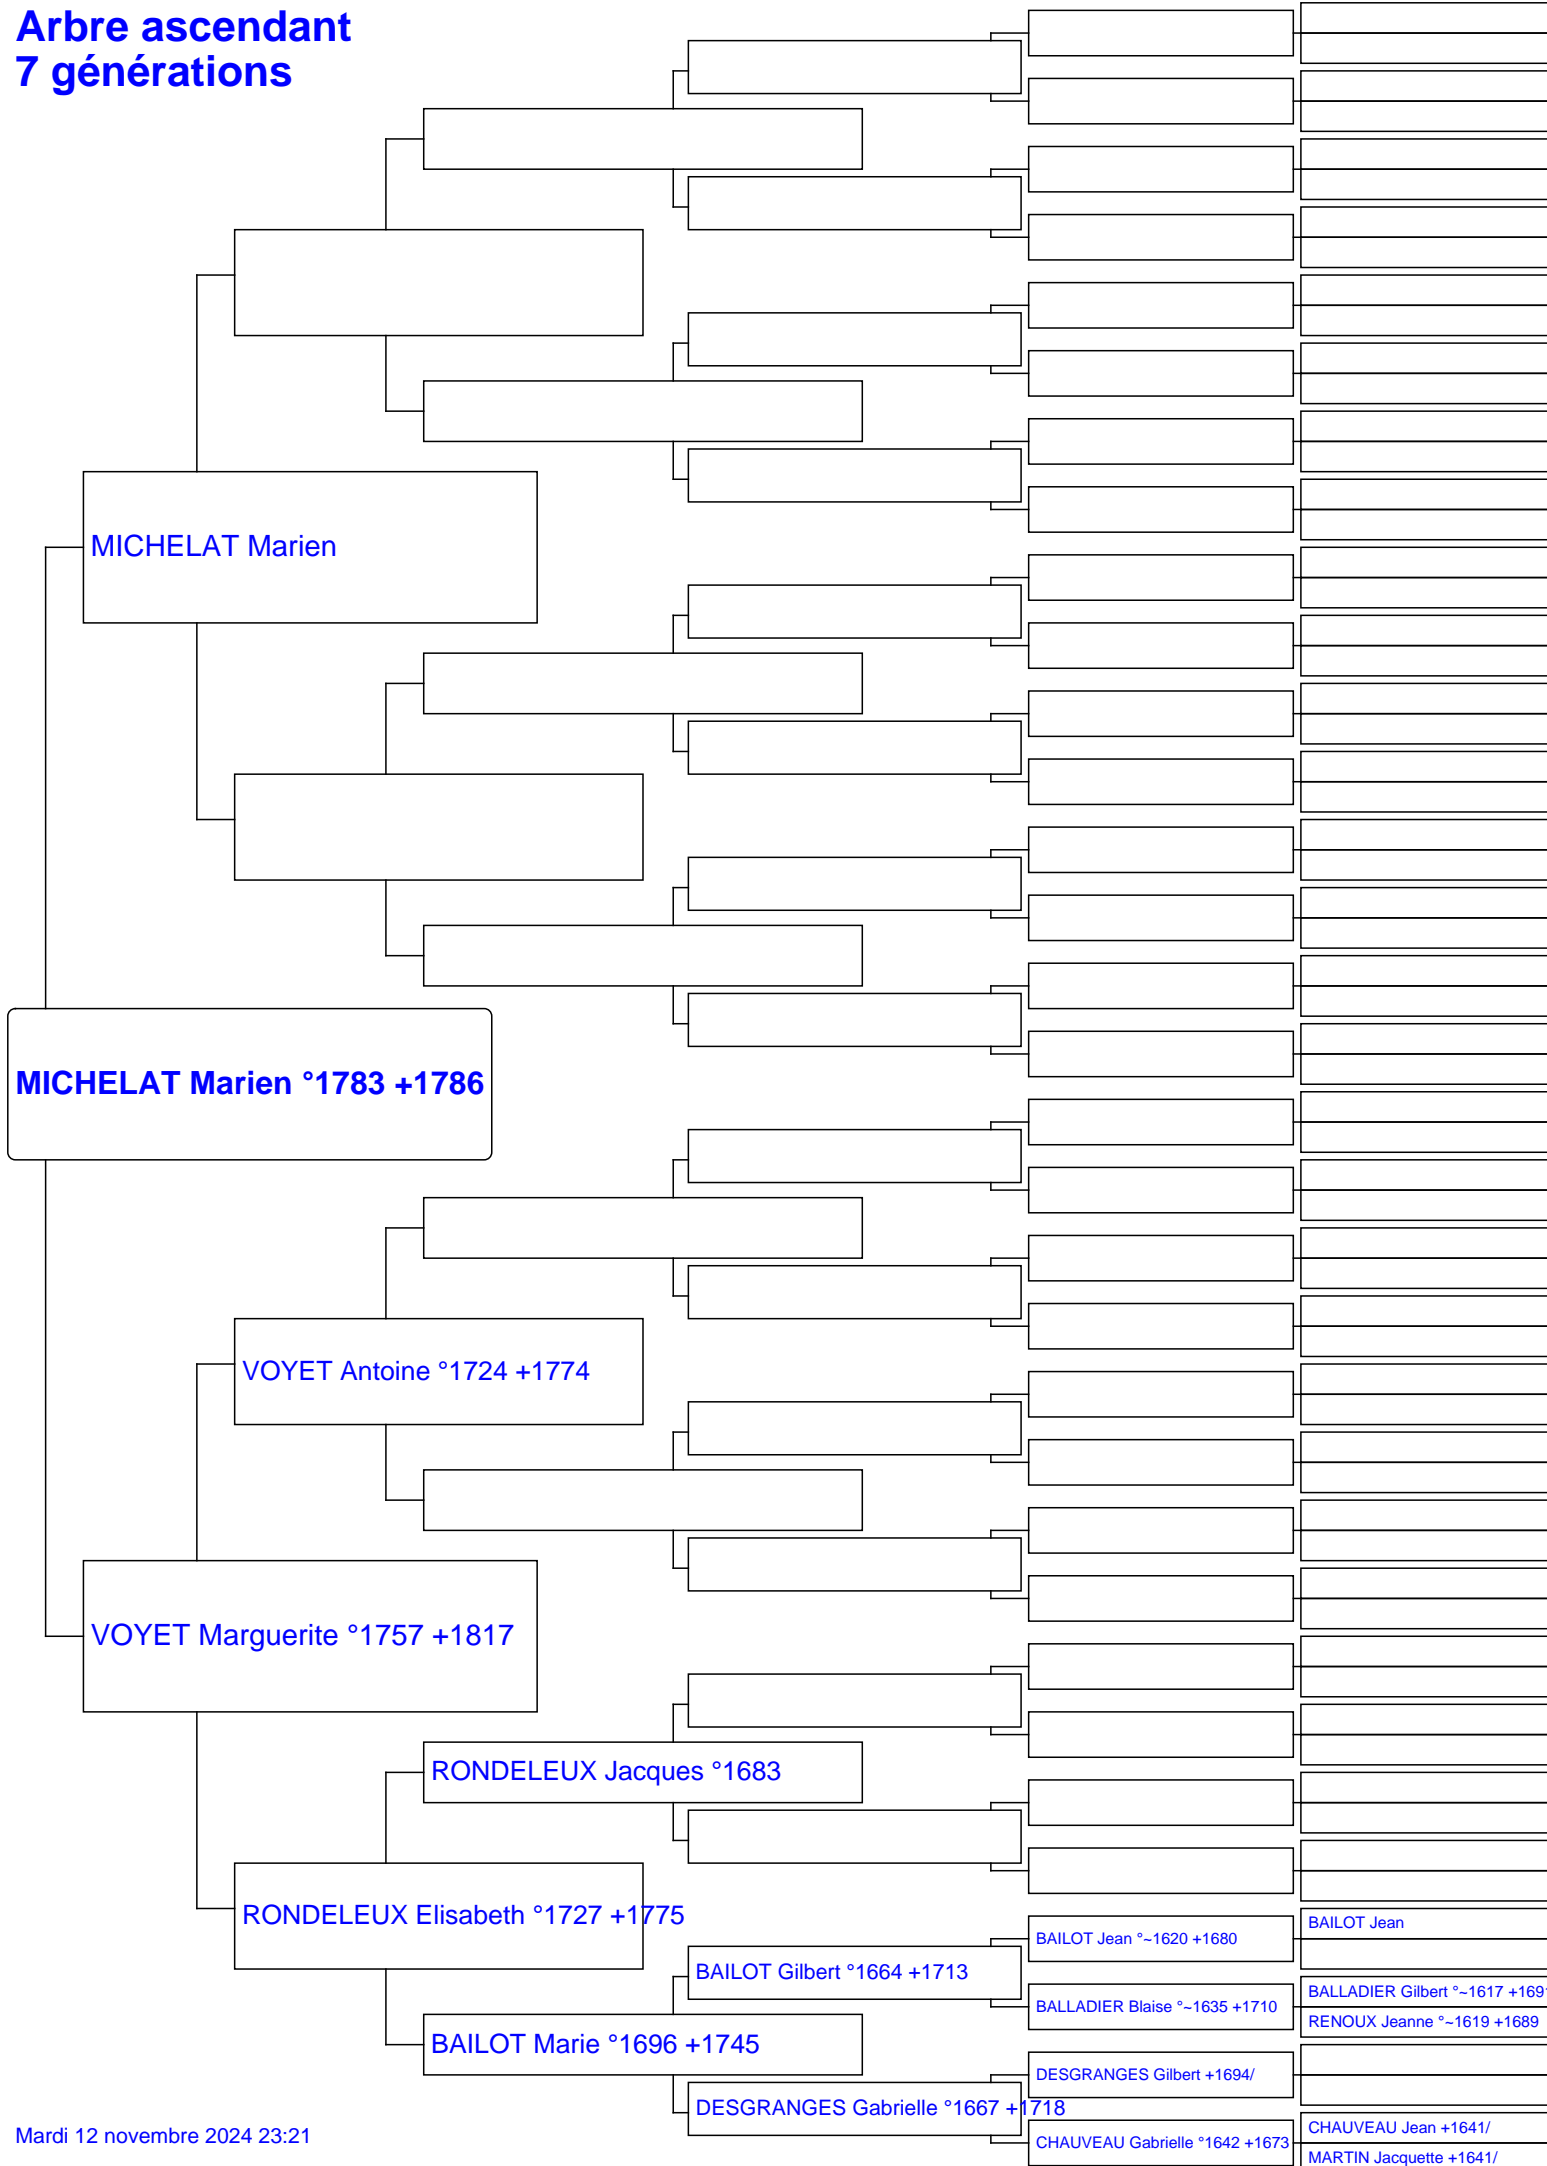 Arbre ascendant
7 générations
MICHELAT Marien
MICHELAT Marien °1783 +1786
VOYET Antoine °1724 +1774
VOYET Marguerite °1757 +1817
RONDELEUX Jacques °1683
RONDELEUX Elisabeth °1727 +1775
BAILOT Jean
BAILOT Jean °~1620 +1680
BAILOT Gilbert °1664 +1713
BALLADIER Gilbert °~1617 +1691
BALLADIER Blaise °~1635 +1710
RENOUX Jeanne °~1619 +1689
BAILOT Marie °1696 +1745
DESGRANGES Gilbert +1694/
DESGRANGES Gabrielle °1667 +1718
CHAUVEAU Jean +1641/
CHAUVEAU Gabrielle °1642 +1673
MARTIN Jacquette +1641/
Mardi 12 novembre 2024 23:21